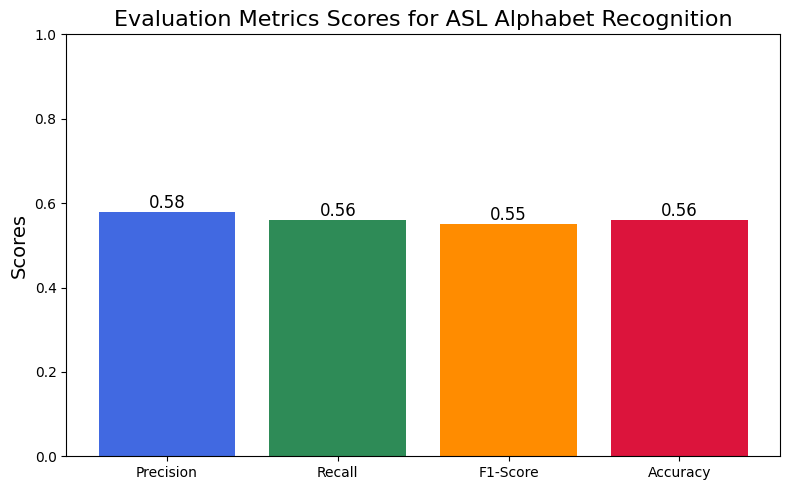 Evaluation Metrics Scores for ASL Alphabet Recognition
1.0
0.8
0.6
0.4
0.2
0.0
Scores
0.58
0.56
0.55
0.56
Precision
Recall
F1-Score
Accuracy